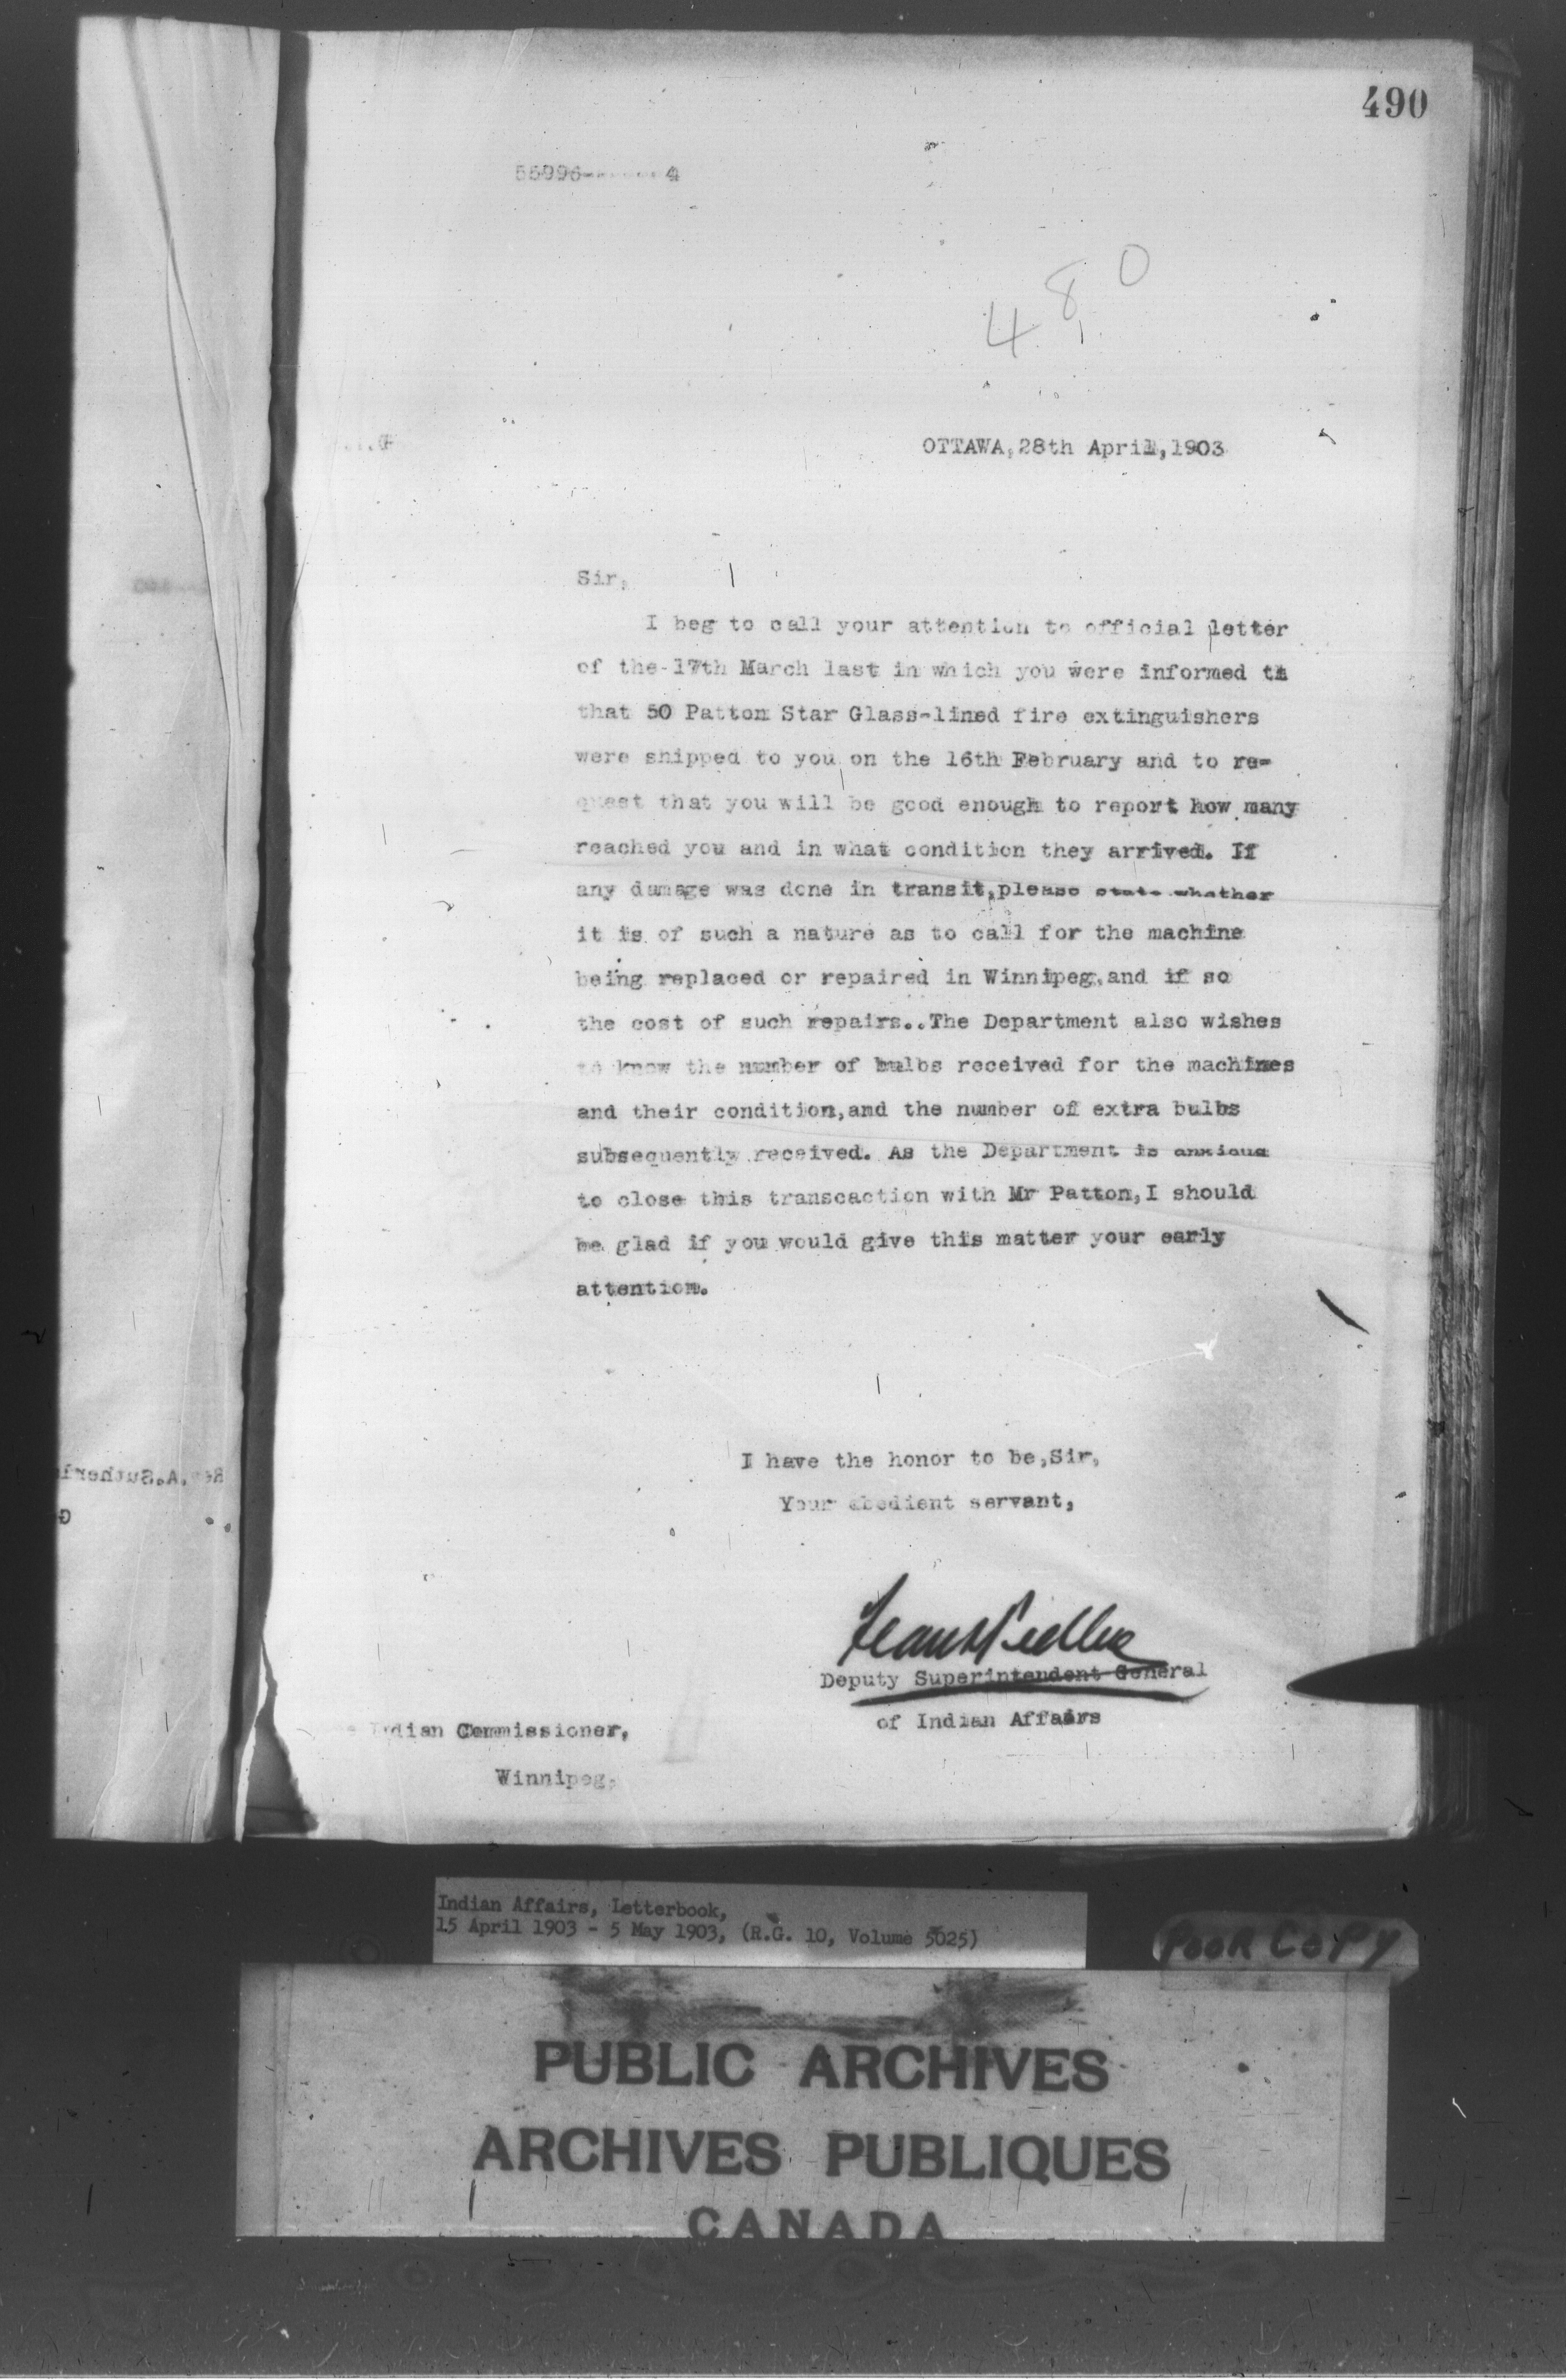 490
55996------4
480
OTTAWA,28th April,1903
Sir,
I beg to call your attention to official letter
of the 17th March last in which you were informed th
that 50 Patton Star Glass-lined fire extinguishers
were shipped to you on the 16th February and to re-
quest that you will be good enough to report how many
reached you and in what condition they arrived. If
any damage was done in transit,please state whether
it is of such a nature as to call for the machine
being replaced or repaired in Winnipeg,and if so
the cost of such repairs..The Department also wishes
to know the number of bulbs received for the machines
and their condition,and the number of extra bulbs
subsequently received. As the Department is anxious
to close this transcaction with Mr Patton,I should
be glad if you would give this matter your early
attention.
I have the honor to be,Sir,
Your obedient servant,
Frank Pedley
Deputy Superintendent General
of Indian Affairs
Indian Commissioner,
Winnipeg,
Rev.A.Sutherl
G
Indian Affairs, Letterbook,
15 April 1903 - 5 May 1903, (R.G. 10, Volume 5025)
POOR COPY
PUBLIC ARCHIVES
ARCHIVES PUBLIQUES
CANADA